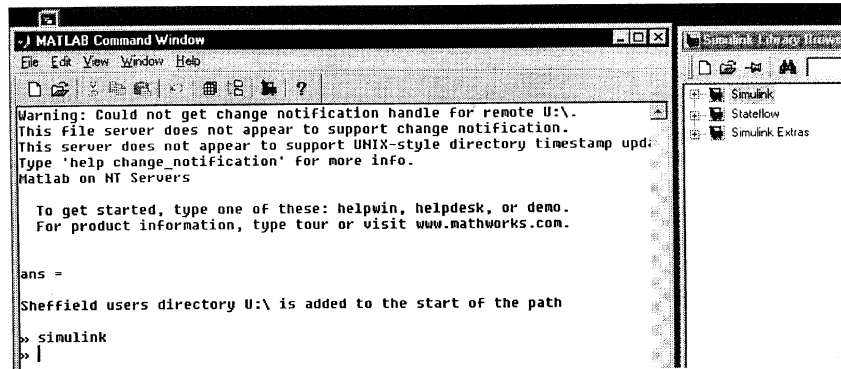 MATLAB Command Window
File Edit View Window Help
Warning: Could not get change notification handle for remote U:\.
This file server does not appear to support change notification.
This server does not appear to support UNIX-style directory timestamp upda
Type 'help change_notification' for more info.
Matlab on NT Servers
To get started, type one of these: helpwin, helpdesk, or demo.
For product information, type tour or visit www.mathworks.com.
ans =
Sheffield users directory U:\ is added to the start of the path
» simulink
»
Simulink Library Brows
Simulink
Stateflow
Simulink Extras